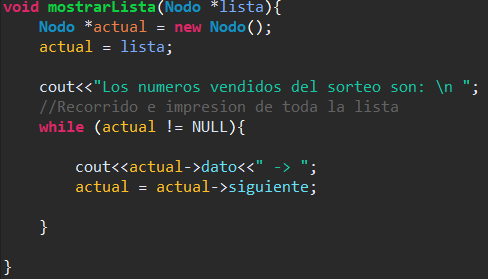 void mostrarLista(Nodo *lista){
    Nodo *actual = new Nodo();
    actual = lista;
    cout<<"Los numeros vendidos del sorteo son: \n ";
    //Recorrido e impresion de toda la lista
    while (actual != NULL){
        cout<<actual->dato<<" -> ";
        actual = actual->siguiente;
    }
}